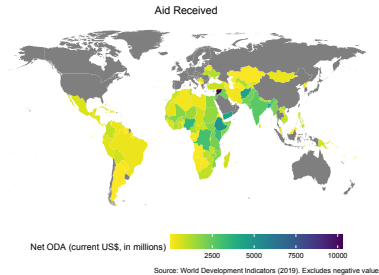 Aid Received
Net ODA (current US$, in millions)
2500 5000 7500 10000
Source: World Development Indicators (2019). Excludes negative value